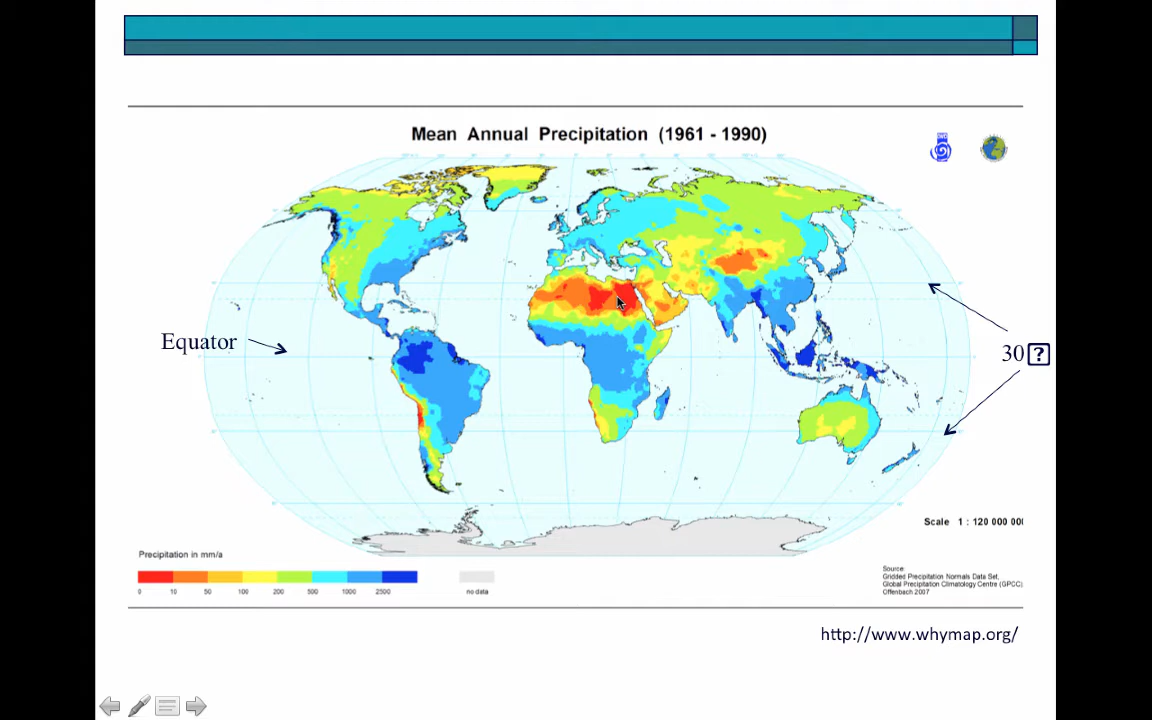 Mean Annual Precipitation (1961 - 1990)
Equator
30?
Scale 1 : 120 000 00
Precipitation in mm/a
0 10 50 100 200 500 1000 2500
no data
Source:
Gridded Precipitation Normals Data Set,
Global Precipitation Climatology Centre (GPCC)
Offenbach 2007
http://www.whymap.org/